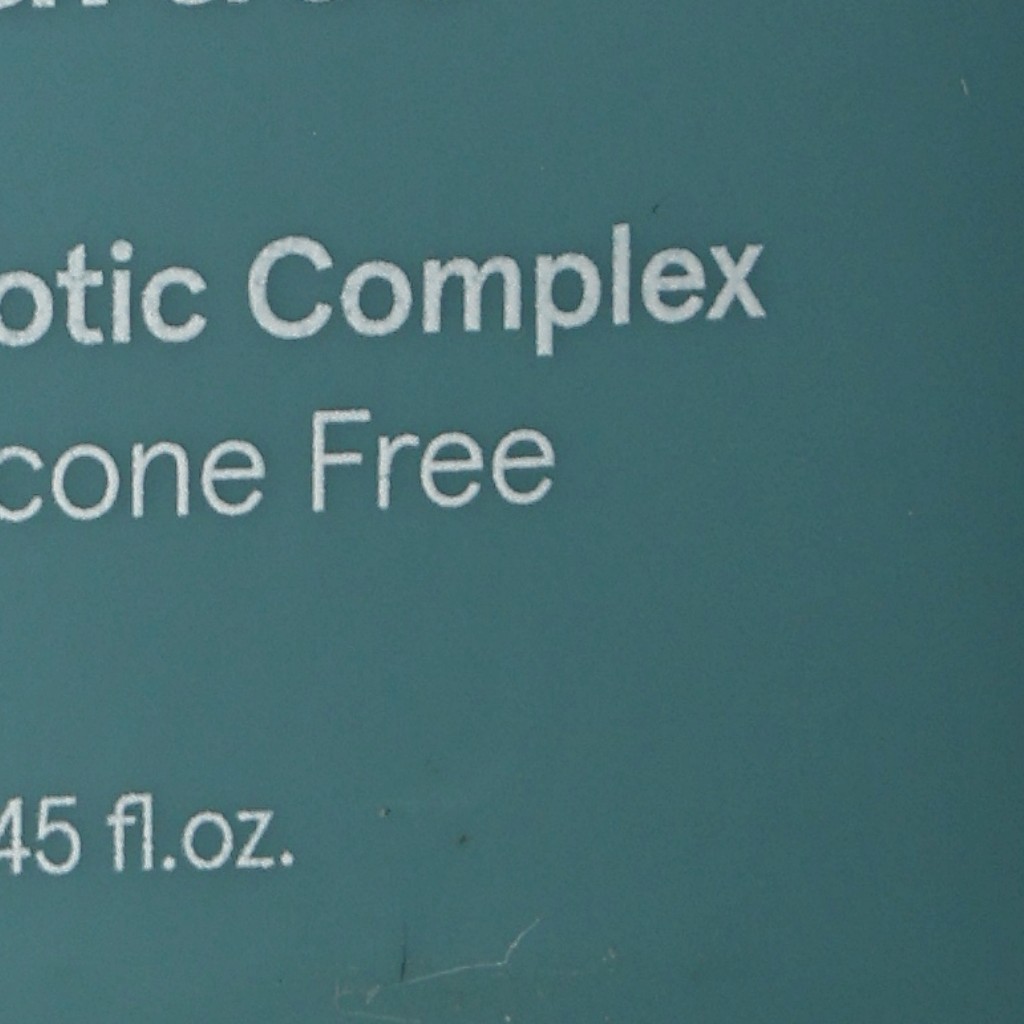 otic Complex
cone Free
45 fl.oz.